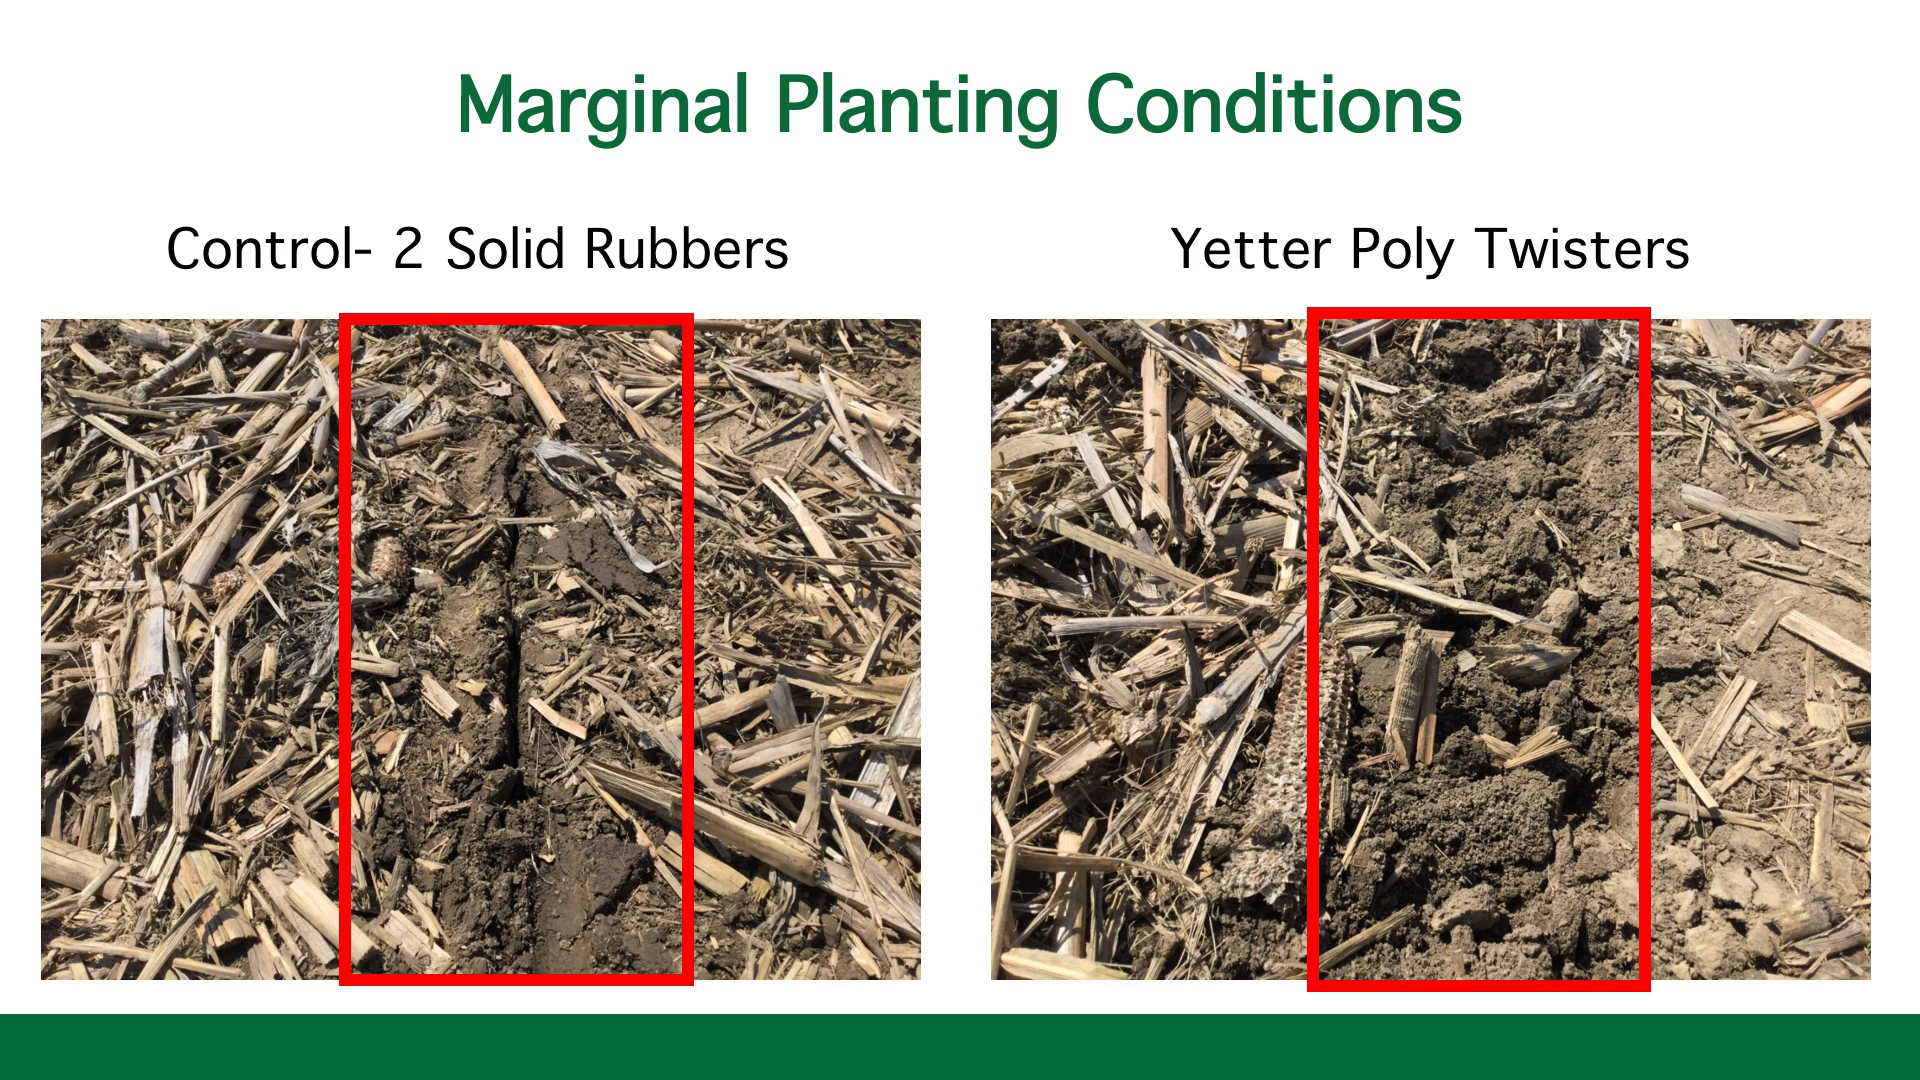 Marginal Planting Conditions
Control- 2 Solid Rubbers
Yetter Poly Twisters